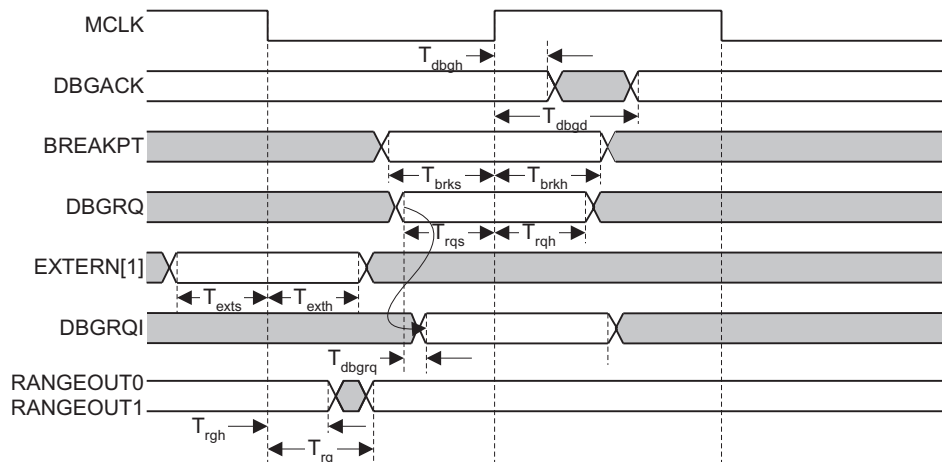 MCLK
T_dbgh
DBGACK
T_dbgd
BREAKPT
T_brks T_brkh
DBGRQ
T_rqs T_rqh
EXTERN[1]
T_exts T_exth
DBGRQI
T_dbgrq
RANGEOUT0
RANGEOUT1
T_rgh
T_rg